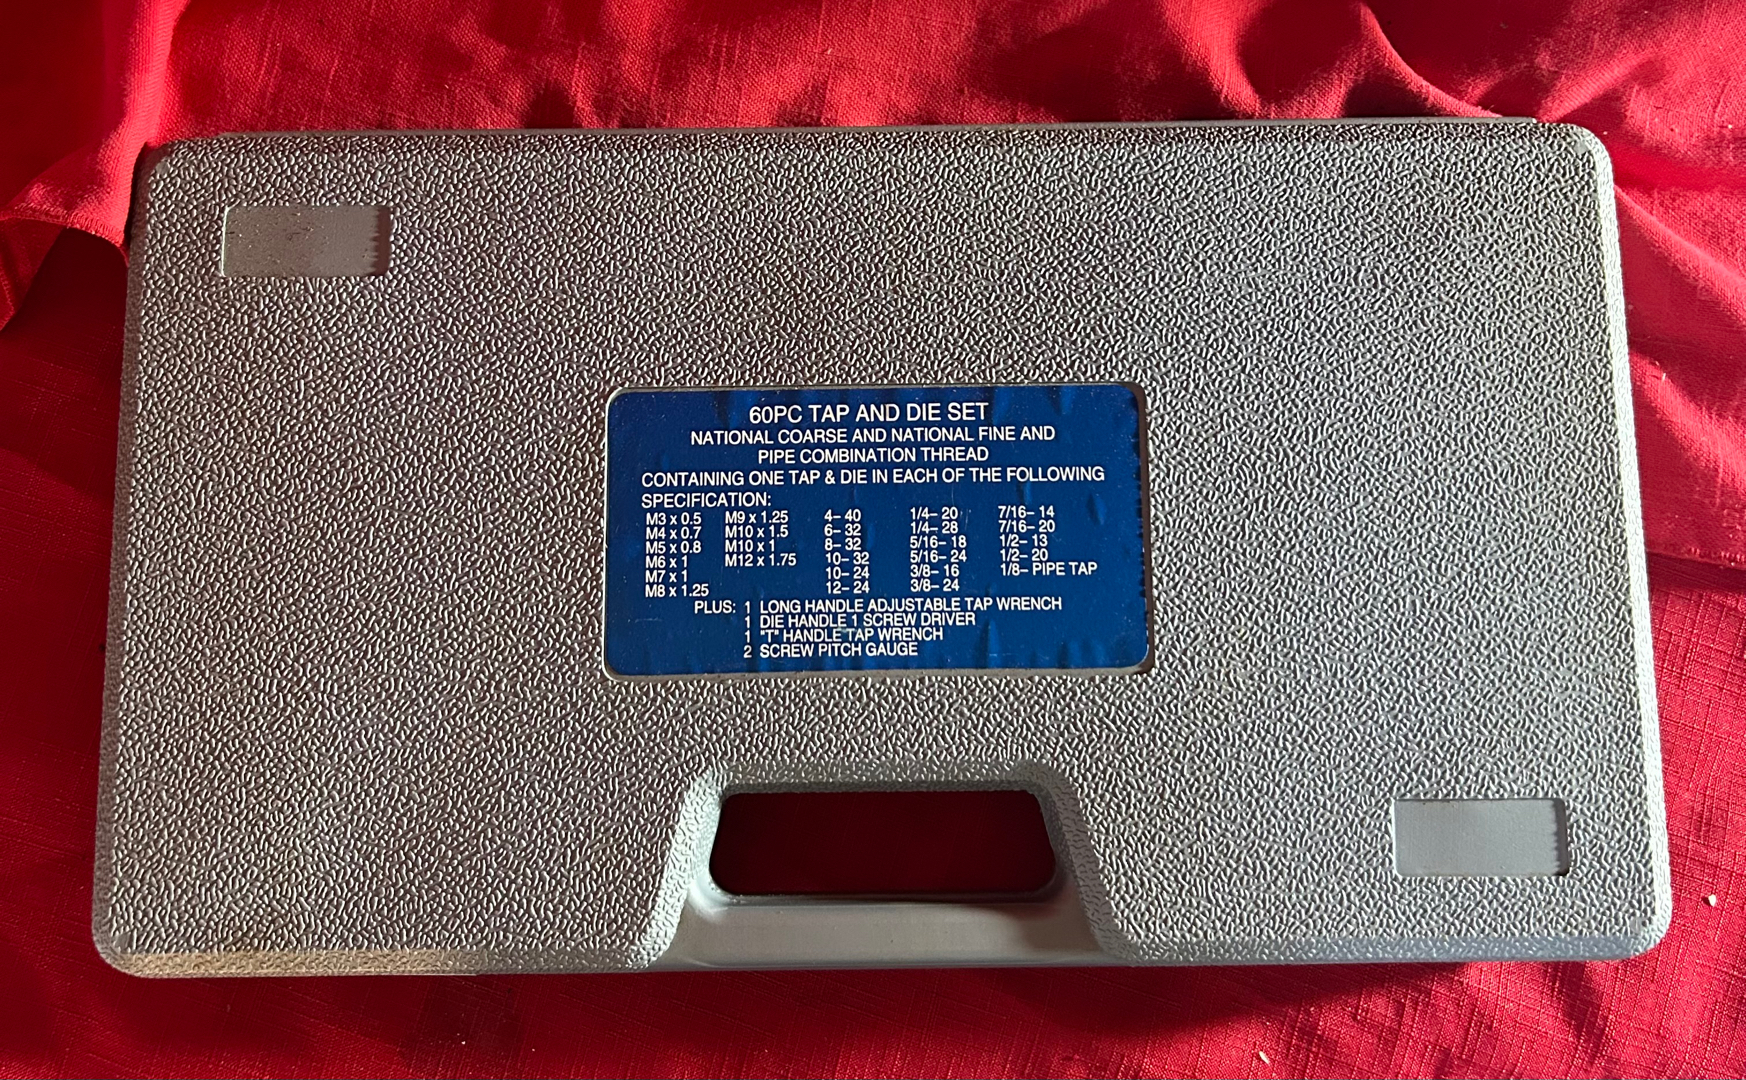 60PC TAP AND DIE SET
NATIONAL COARSE AND NATIONAL FINE AND
PIPE COMBINATION THREAD
CONTAINING ONE TAP & DIE IN EACH OF THE FOLLOWING
SPECIFICATION:
M3 x 0.5 M9 x 1.25 4– 40 1/4– 20 7/16– 14
M4 x 0.7 M10 x 1.5 6– 32 1/4– 28 7/16– 20
M5 x 0.8 M10 x 1 8– 32 5/16– 18 1/2– 13
M6 x 1 M12 x 1.75 10– 32 5/16– 24 1/2– 20
M7 x 1 10– 24 3/8– 16 1/8– PIPE TAP
M8 x 1.25 12– 24 3/8– 24
PLUS: 1 LONG HANDLE ADJUSTABLE TAP WRENCH
1 DIE HANDLE 1 SCREW DRIVER
1 "T" HANDLE TAP WRENCH
2 SCREW PITCH GAUGE